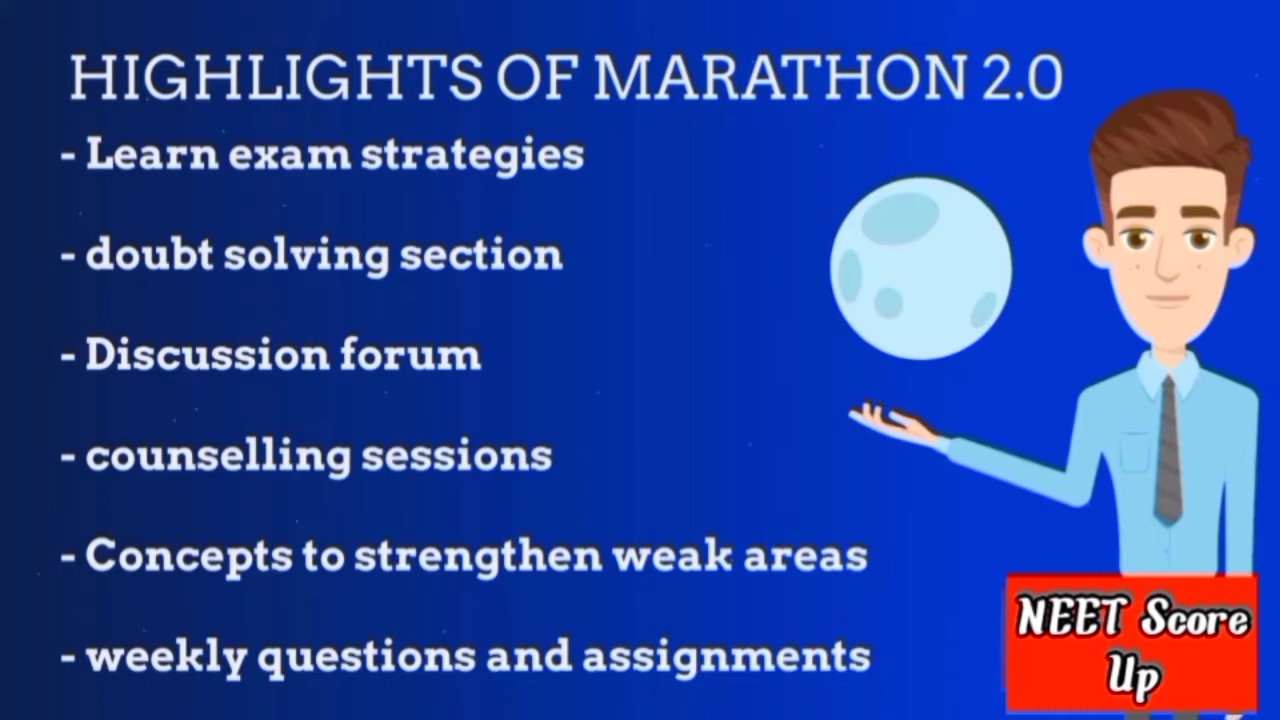 HIGHLIGHTS OF MARATHON 2.0
- Learn exam strategies
- doubt solving section
- Discussion forum
- counselling sessions
- Concepts to strengthen weak areas
- weekly questions and assignments
NEET Score
Up